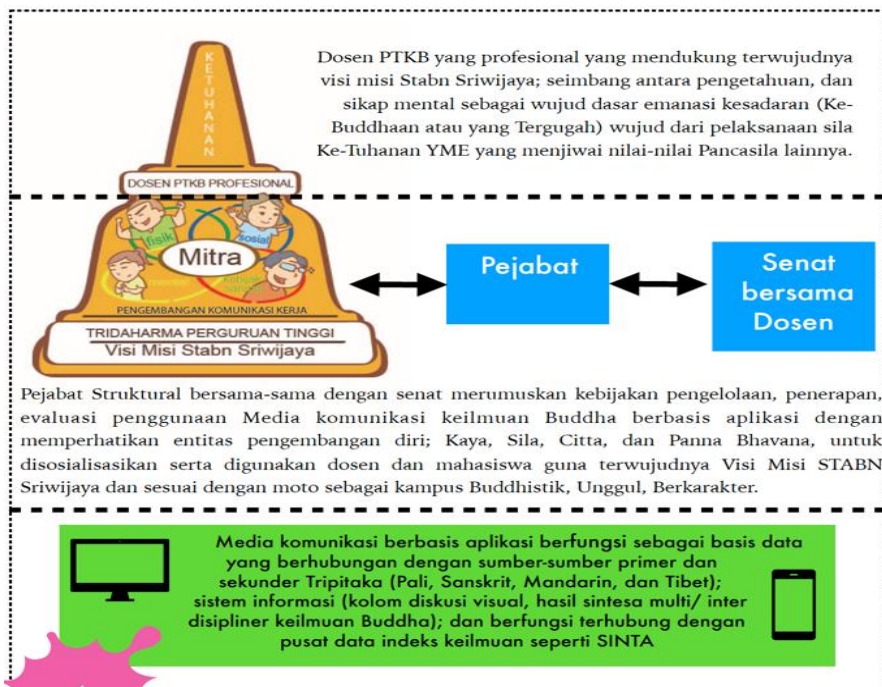 KETUHANAN
Dosen PTKB yang profesional yang mendukung terwujudnya
visi misi Stabn Sriwijaya; seimbang antara pengetahuan, dan
sikap mental sebagai wujud dasar emanasi kesadaran (Ke-
Buddhaan atau yang Tergugah) wujud dari pelaksanaan sila
Ke-Tuhanan YME yang menjiwai nilai-nilai Pancasila lainnya.
DOSEN PTKB PROFESIONAL
fisik
sosial
Mitra
PENGEMBANGAN KOMUNIKASI KERJA
TRIDAHARMA PERGURUAN TINGGI
Visi Misi Stabn Sriwijaya
Pejabat
Senat
bersama
Dosen
Pejabat Struktural bersama-sama dengan senat merumuskan kebijakan pengelolaan, penerapan,
evaluasi penggunaan Media komunikasi keilmuan Buddha berbasis aplikasi dengan
memperhatikan entitas pengembangan diri; Kaya, Sila, Citta, dan Panna Bhavana, untuk
disosialisasikan serta digunakan dosen dan mahasiswa guna terwujudnya Visi Misi STABN
Sriwijaya dan sesuai dengan moto sebagai kampus Buddhistik, Unggul, Berkarakter.
Media komunikasi berbasis aplikasi berfungsi sebagai basis data
yang berhubungan dengan sumber-sumber primer dan
sekunder Tripitaka (Pali, Sanskrit, Mandarin, dan Tibet);
sistem informasi (kolom diskusi visual, hasil sintesa multi/ inter
disipliner keilmuan Buddha); dan berfungsi terhubung dengan
pusat data indeks keilmuan seperti SINTA